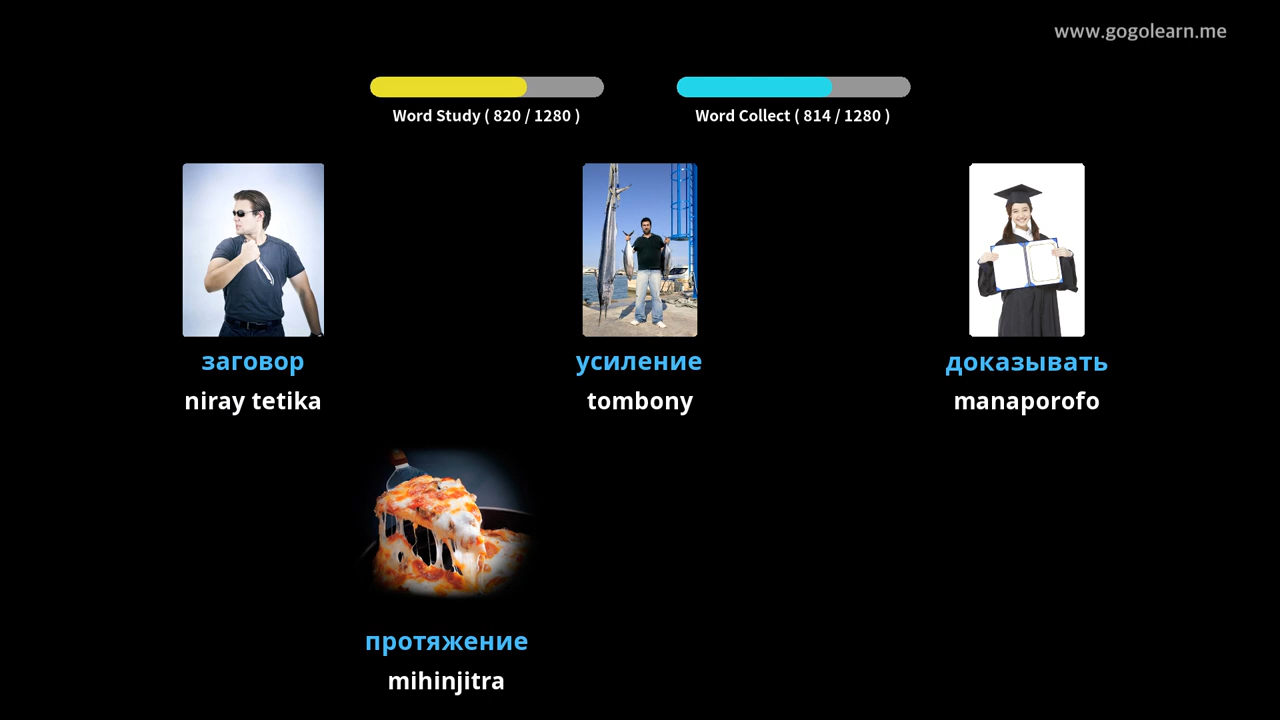 www.gogolearn.me
Word Study ( 820 / 1280 )
Word Collect ( 814 / 1280 )
заговор
niray tetika
усиление
tombony
доказывать
manaporofo
протяжение
mihinjitra